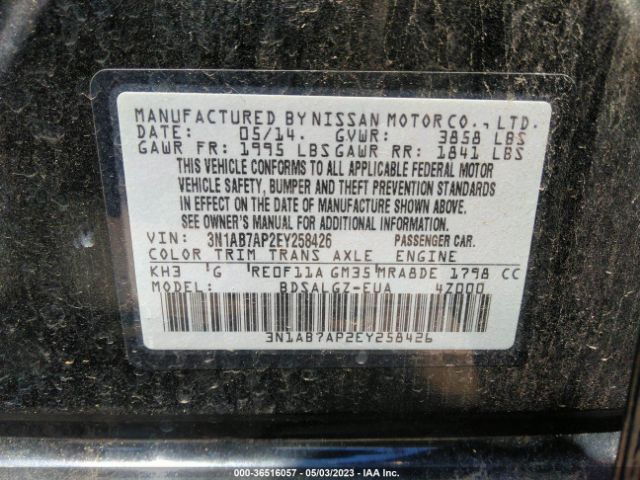 MANUFACTURED BY NISSAN MOTOR CO., LTD.
DATE: 05/14. GVWR: 3858 LBS
GAWR FR: 1995 LBS GAWR RR: 1841 LBS
THIS VEHICLE CONFORMS TO ALL APPLICABLE FEDERAL MOTOR
VEHICLE SAFETY, BUMPER AND THEFT PREVENTION STANDARDS
IN EFFECT ON THE DATE OF MANUFACTURE SHOWN ABOVE.
SEE OWNER'S MANUAL FOR ADDITIONAL INFORMATION.
VIN: 3N1AB7AP2EY258426 PASSENGER CAR.
COLOR TRIM TRANS AXLE ENGINE
KH3 'G 'RE0F11A GM35 MRA8DE 1798 CC
MODEL: BDSALGZ-EUA 4Z000
3N1AB7AP2EY258426
000-36516057 - 05/03/2023 - IAA Inc.